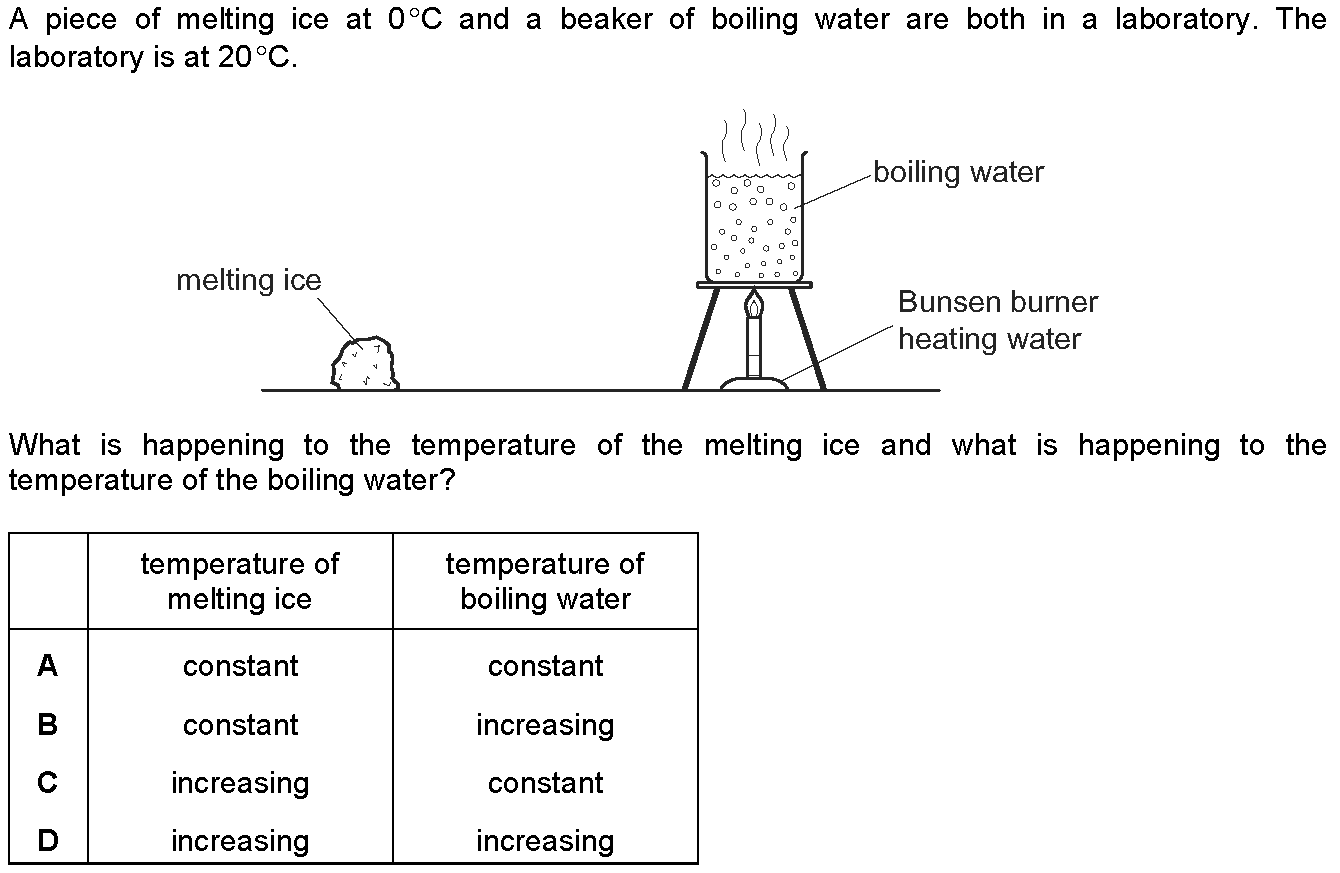 A piece of melting ice at 0°C and a beaker of boiling water are both in a laboratory. The
laboratory is at 20°C.
boiling water
melting ice
Bunsen burner
heating water
What is happening to the temperature of the melting ice and what is happening to the
temperature of the boiling water?
temperature of melting ice temperature of boiling water
A constant constant
B constant increasing
C increasing constant
D increasing increasing